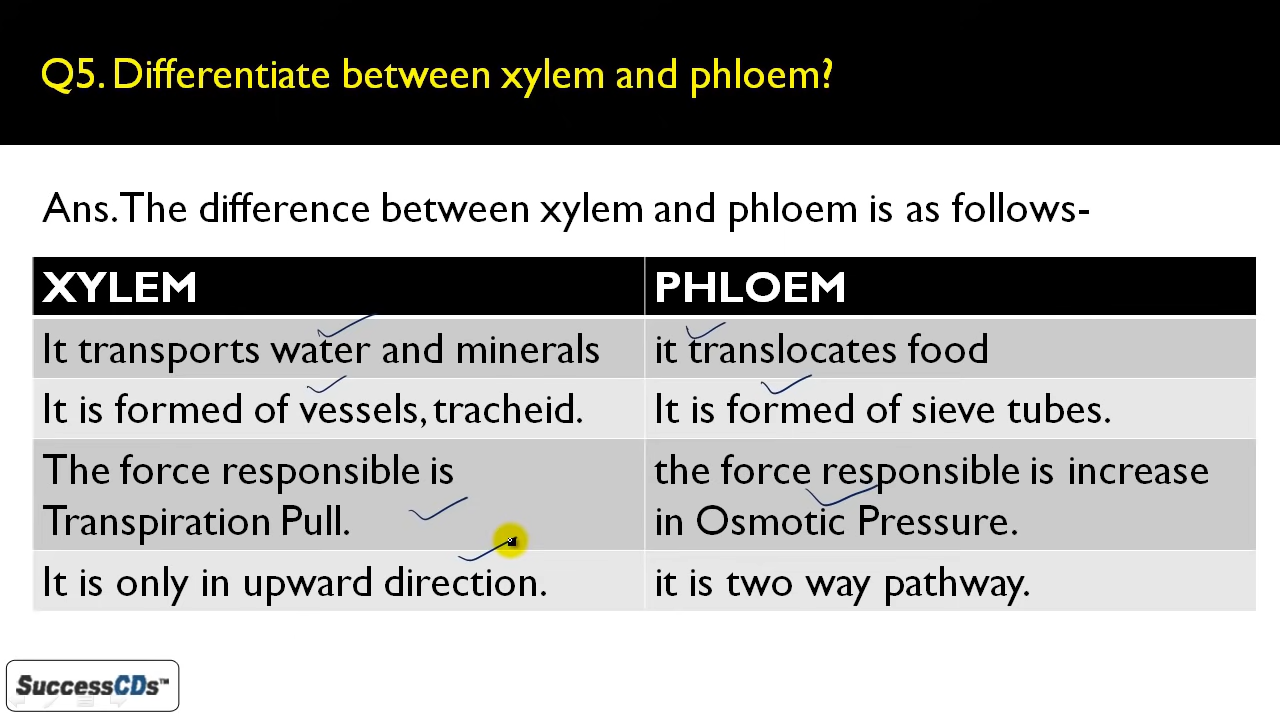 Q5. Differentiate between xylem and phloem?
Ans. The difference between xylem and phloem is as follows-
XYLEM
PHLOEM
It transports water and minerals
it translocates food
It is formed of vessels, tracheid.
It is formed of sieve tubes.
The force responsible is
Transpiration Pull.
the force responsible is increase
in Osmotic Pressure.
It is only in upward direction.
it is two way pathway.
SuccessCDs™